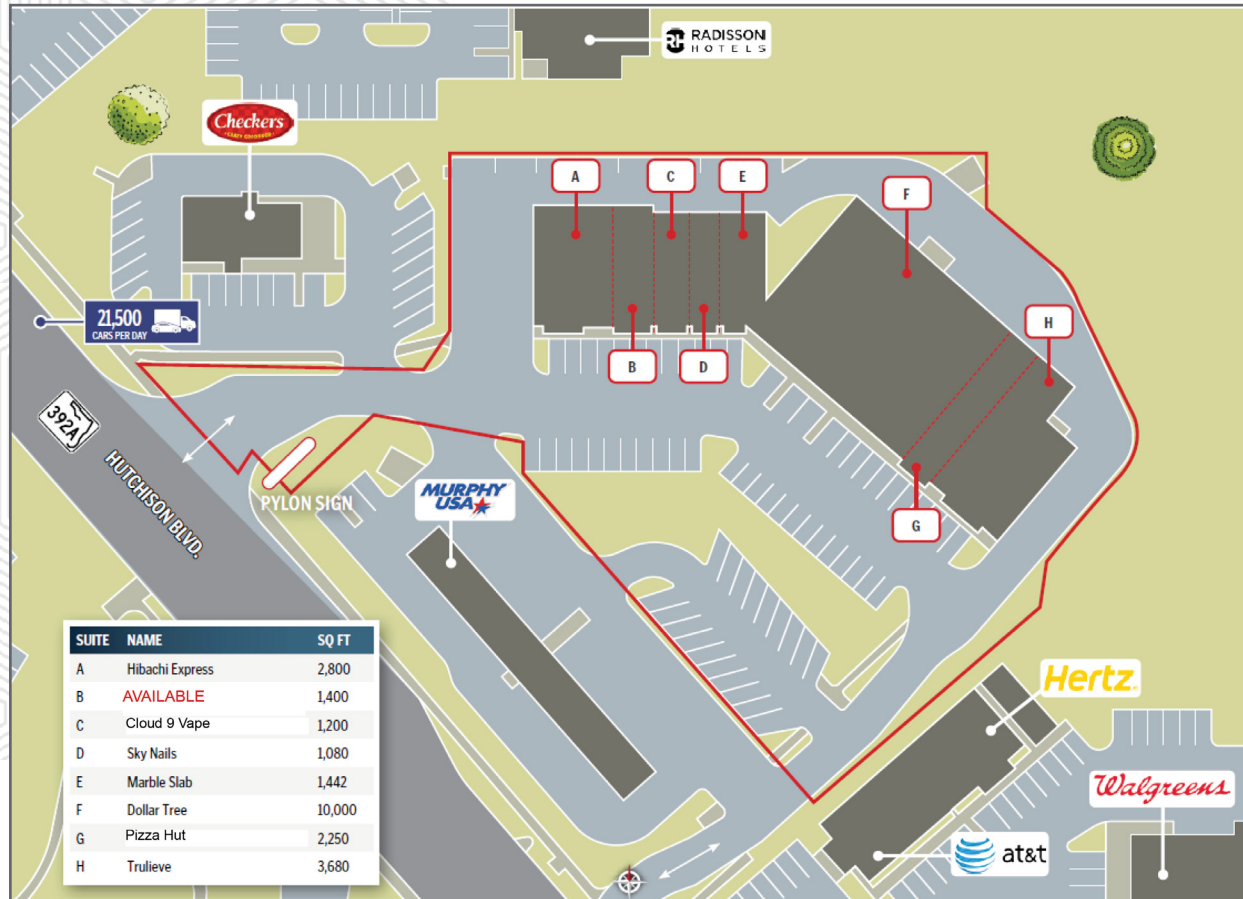 RADISSON
HOTELS
Checkers
A
C
E
F
21,500
CARS PER DAY
H
B
D
392A
HUTCHISON BLVD.
PYLON SIGN
MURPHY
USA
G
SUITE NAME SQ FT
A Hibachi Express 2,800
B AVAILABLE 1,400
C Cloud 9 Vape 1,200
D Sky Nails 1,080
E Marble Slab 1,442
F Dollar Tree 10,000
G Pizza Hut 2,250
H Trulieve 3,680
Hertz
Walgreens
at&t